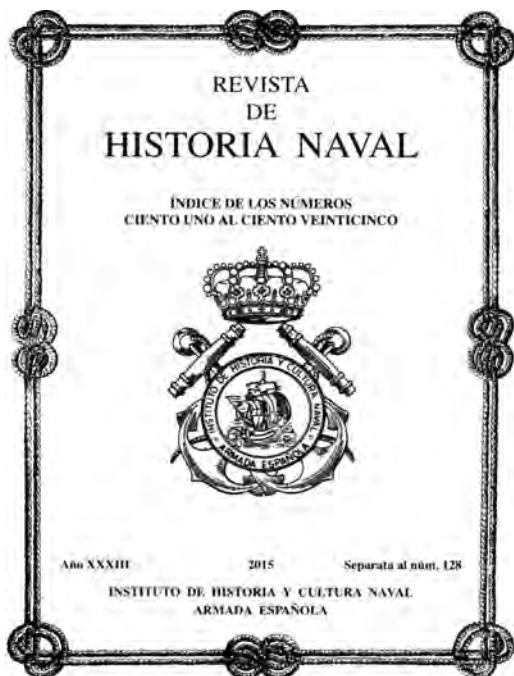 REVISTA
DE
HISTORIA NAVAL
ÍNDICE DE LOS NÚMEROS
CIENTO UNO AL CIENTO VEINTICINCO
INSTITUTO DE HISTORIA Y CULTURA NAVAL
ARMADA ESPAÑOLA
Año XXXIII 2015 Separata al núm. 128
INSTITUTO DE HISTORIA Y CULTURA NAVAL
ARMADA ESPAÑOLA